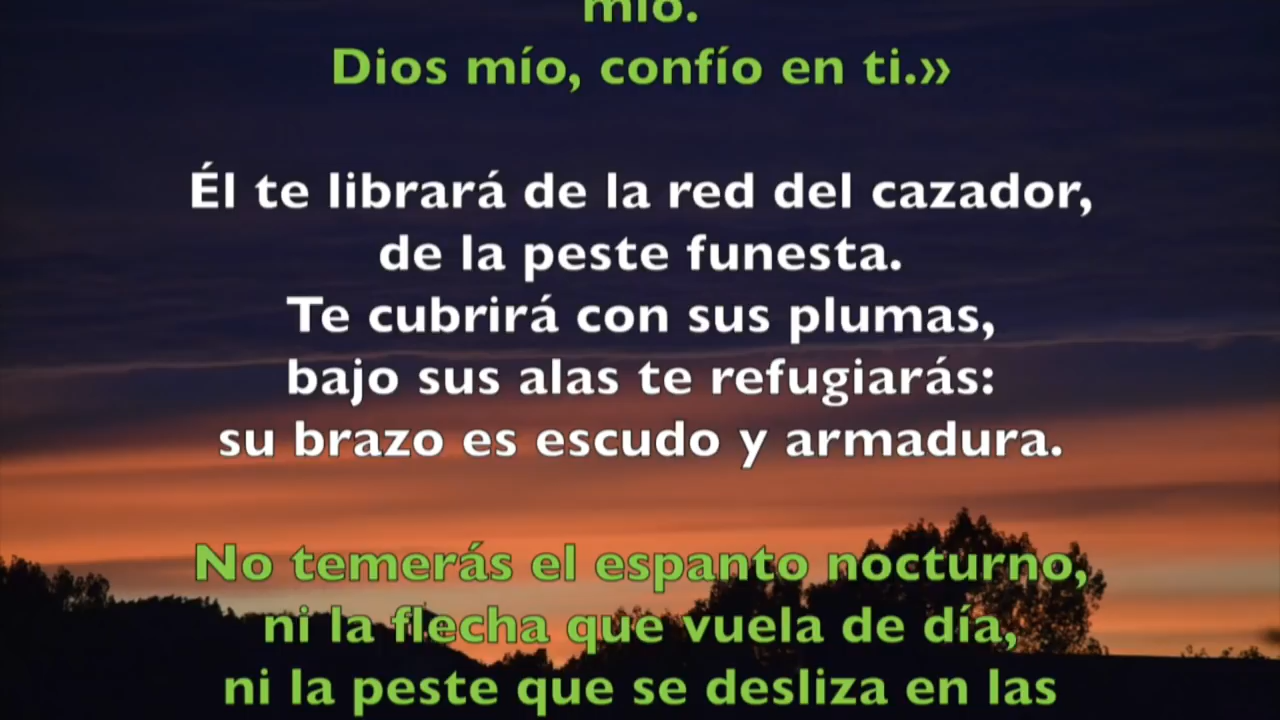 mío.
Dios mío, confío en ti.»
Él te librará de la red del cazador,
de la peste funesta.
Te cubrirá con sus plumas,
bajo sus alas te refugiarás:
su brazo es escudo y armadura.
No temerás el espanto nocturno,
ni la flecha que vuela de día,
ni la peste que se desliza en las